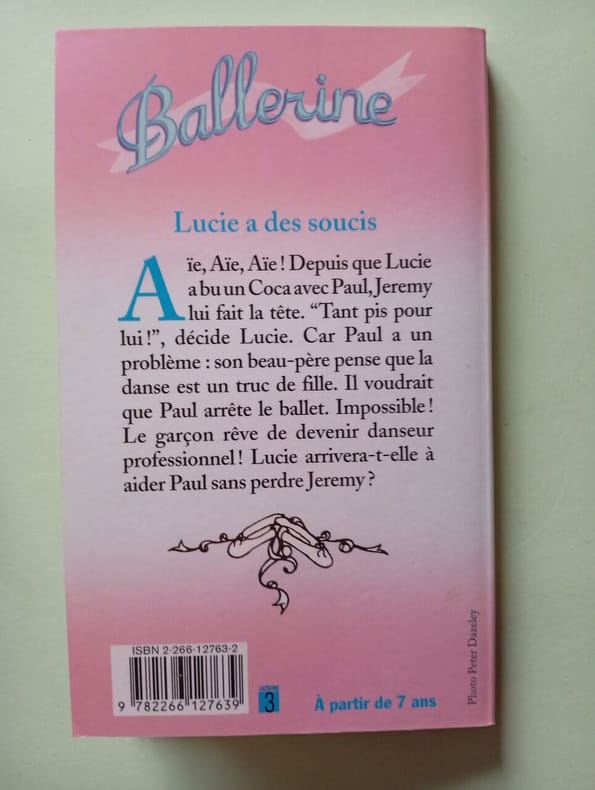 Ballerine
Lucie a des soucis
Aïe, Aïe, Aïe ! Depuis que Lucie
a bu un Coca avec Paul, Jeremy
lui fait la tête. “Tant pis pour
lui !”, décide Lucie. Car Paul a un
problème : son beau-père pense que la
danse est un truc de fille. Il voudrait
que Paul arrête le ballet. Impossible !
Le garçon rêve de devenir danseur
professionnel ! Lucie arrivera-t-elle à
aider Paul sans perdre Jeremy ?
ISBN 2-266-12763-2
9 782266 127639
3
À partir de 7 ans
Photo Peter Dazeley